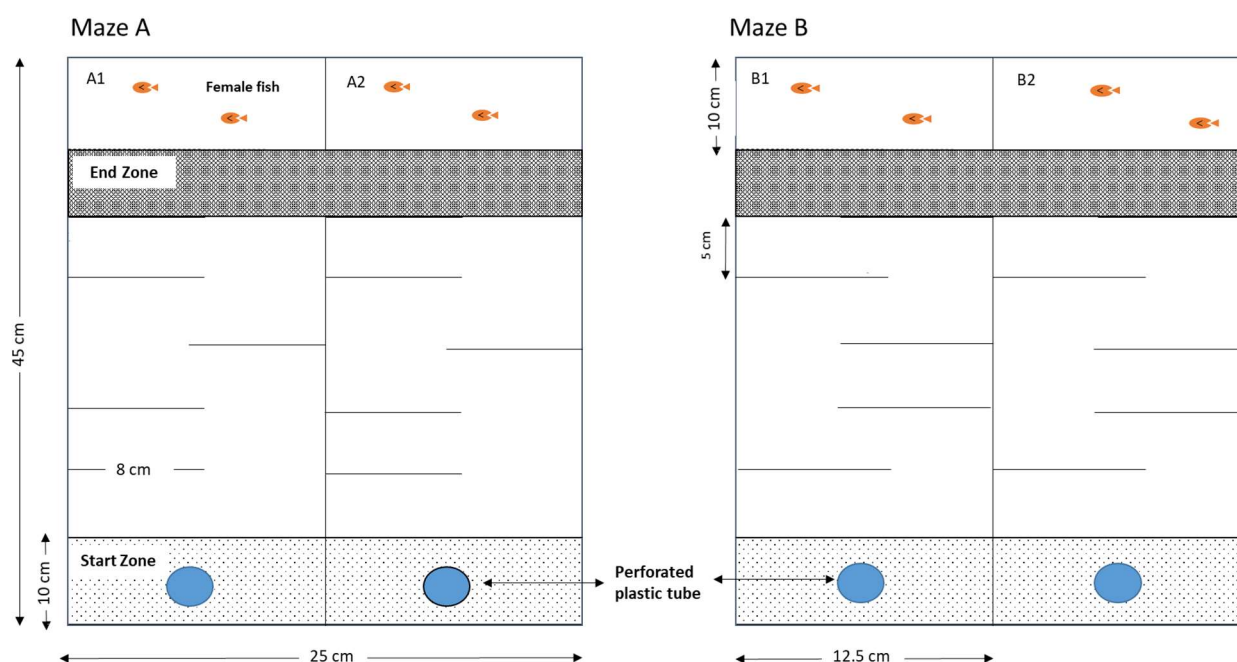 Maze A
Maze B
A1
Female fish
A2
B1
B2
10 cm
End Zone
5 cm
45 cm
8 cm
Start Zone
10 cm
Perforated
plastic tube
25 cm
12.5 cm